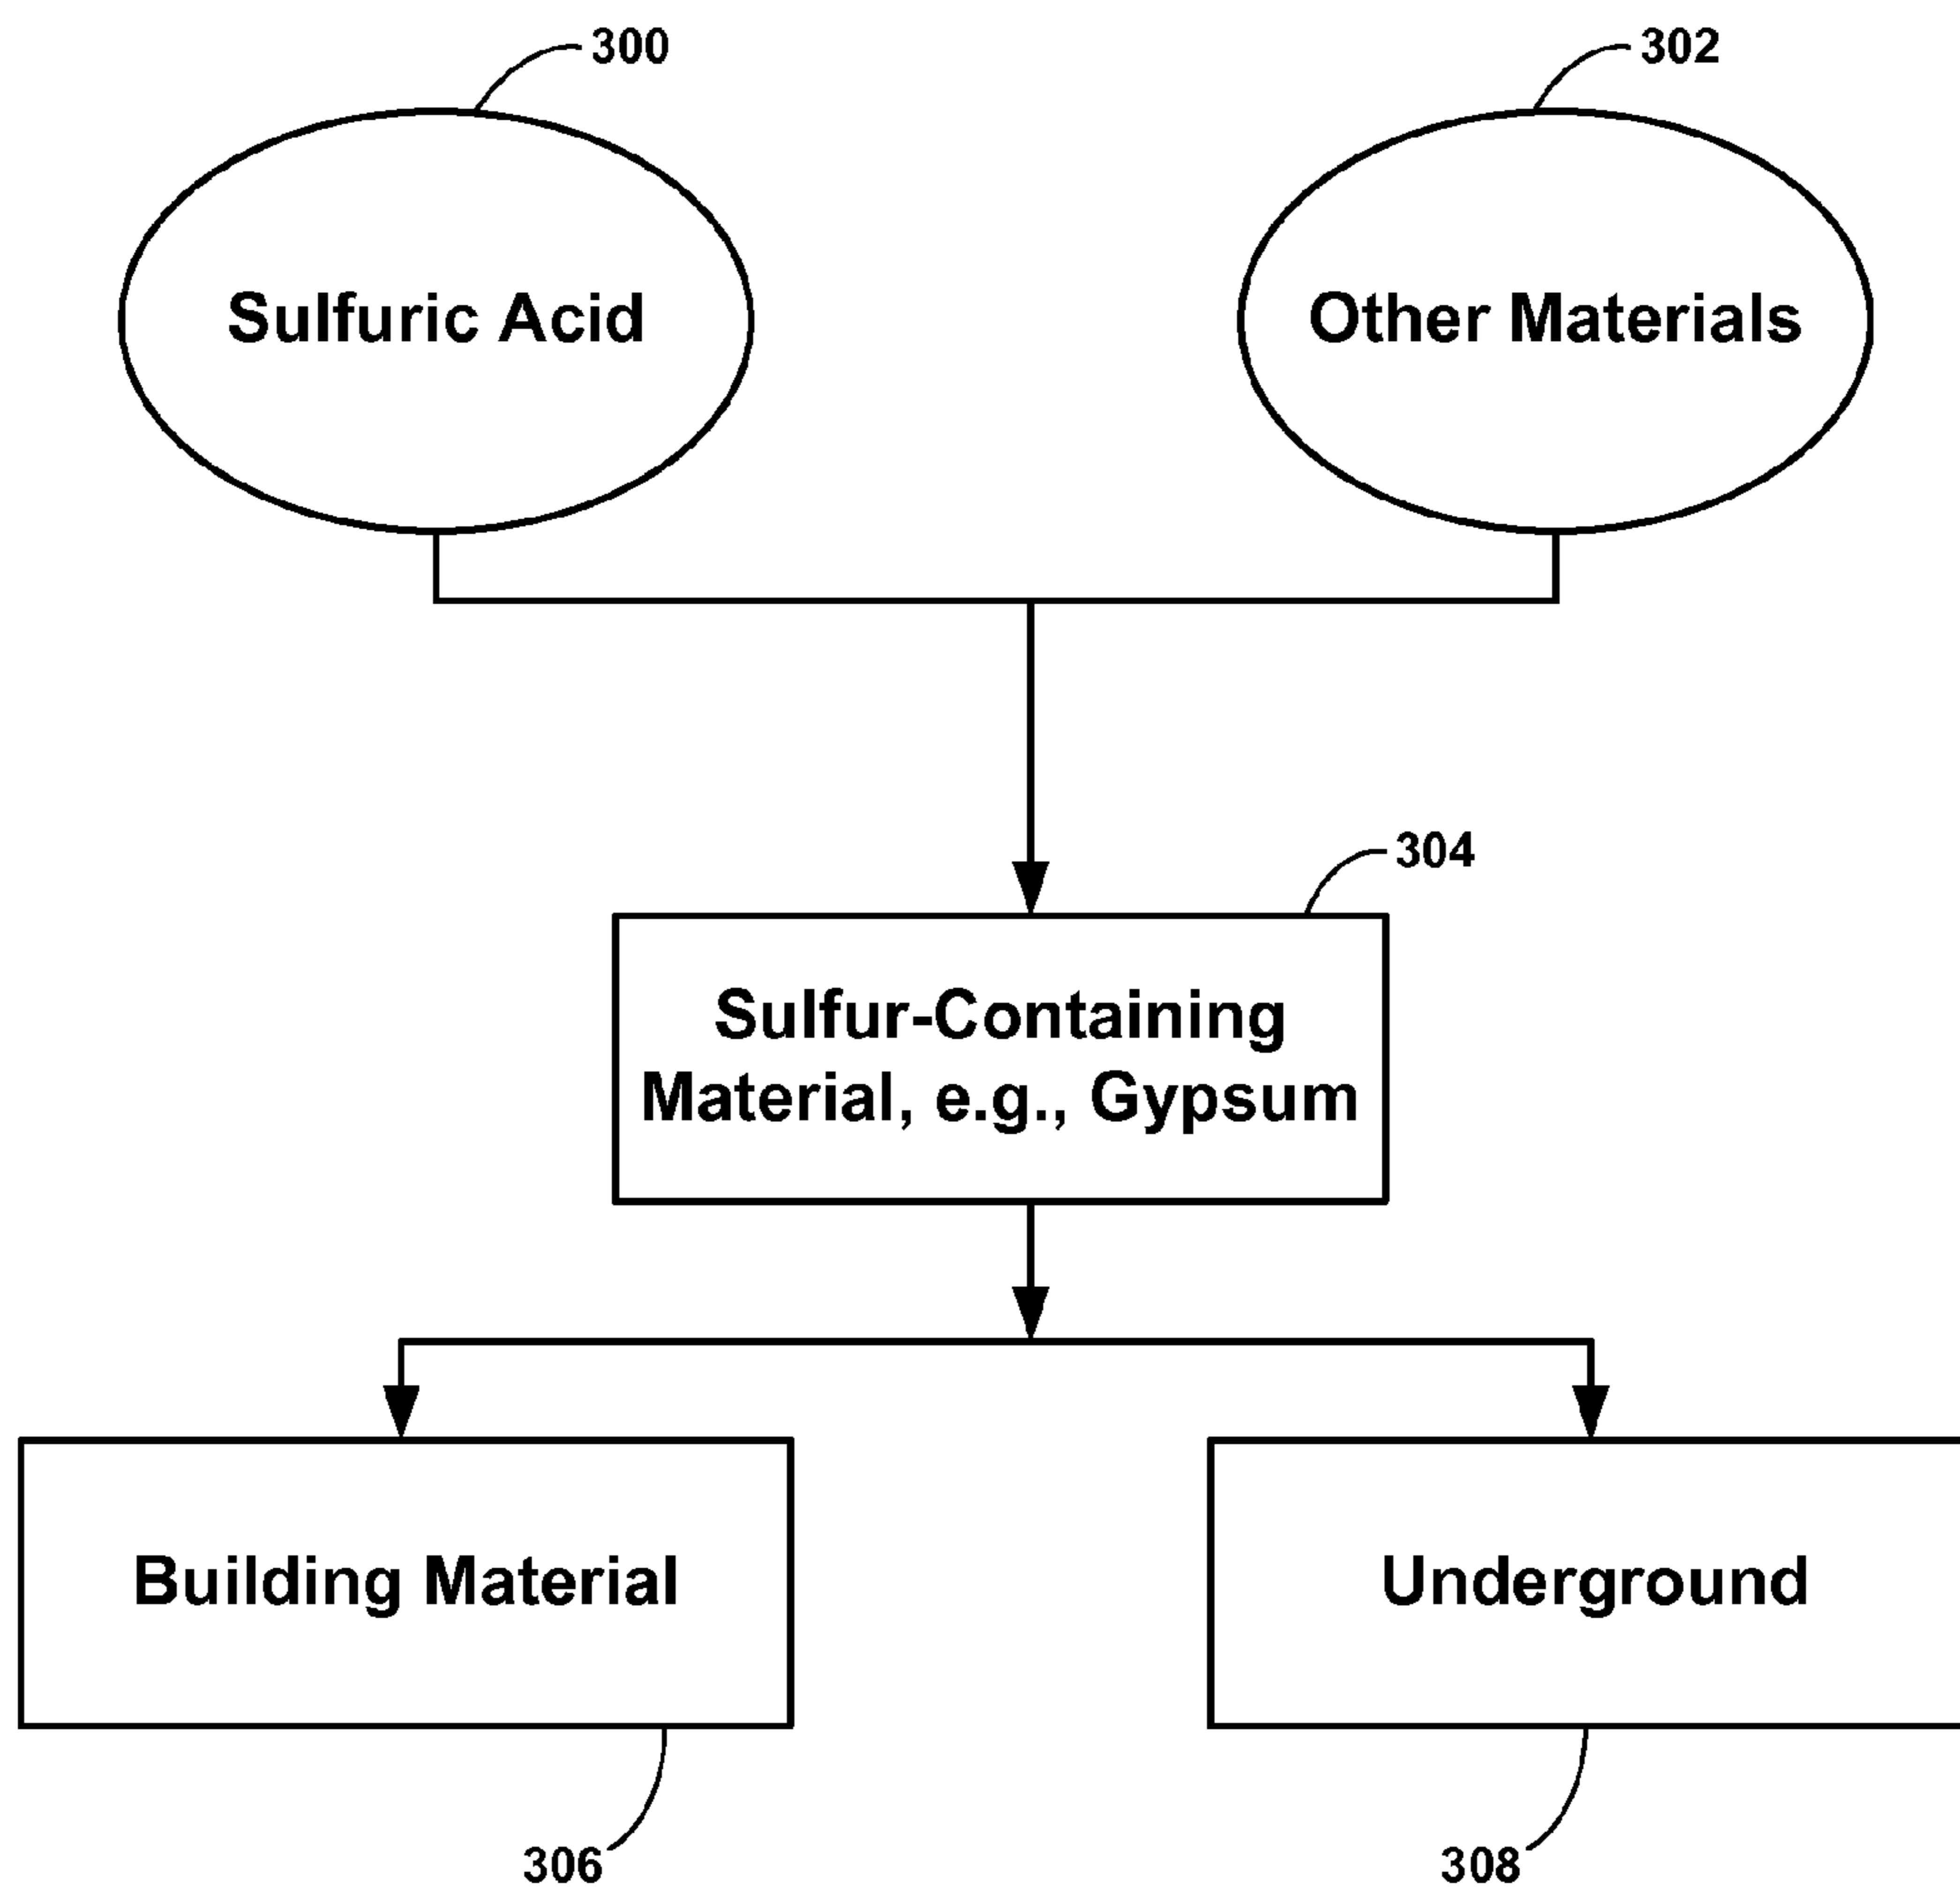 300
302
Sulfuric Acid
Other Materials
304
Sulfur-Containing
Material, e.g., Gypsum
Building Material
Underground
306
308